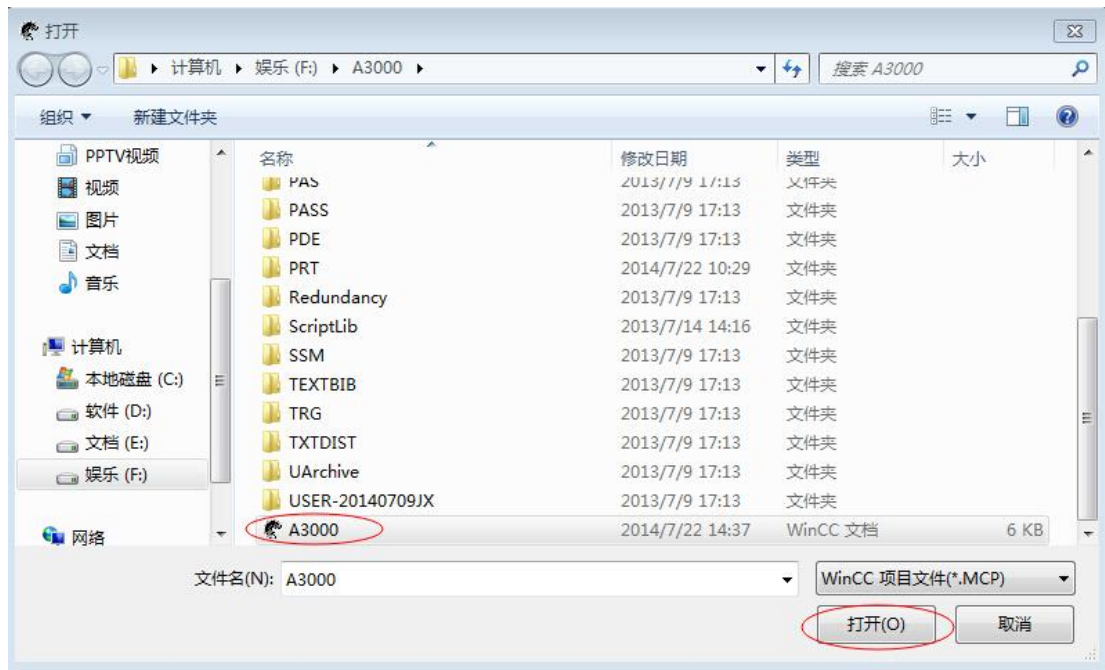 打开
计算机 娱乐 (F:) A3000 搜索 A3000
组织 新建文件夹
PPTV视频
视频
图片
文档
音乐
计算机
本地磁盘 (C:)
软件 (D:)
文档 (E:)
娱乐 (F:)
网络
名称 修改日期 类型 大小
PAS 2013/7/9 17:13 文件夹
PASS 2013/7/9 17:13 文件夹
PDE 2013/7/9 17:13 文件夹
PRT 2014/7/22 10:29 文件夹
Redundancy 2013/7/9 17:13 文件夹
ScriptLib 2013/7/14 14:16 文件夹
SSM 2013/7/9 17:13 文件夹
TEXTBIB 2013/7/9 17:13 文件夹
TRG 2013/7/9 17:13 文件夹
TXTDIST 2013/7/9 17:13 文件夹
UArchive 2013/7/9 17:13 文件夹
USER-20140709JX 2013/7/9 17:13 文件夹
A3000 2014/7/22 14:37 WinCC 文档 6 KB
文件名(N): A3000 WinCC 项目文件(*.MCP)
打开(O) 取消